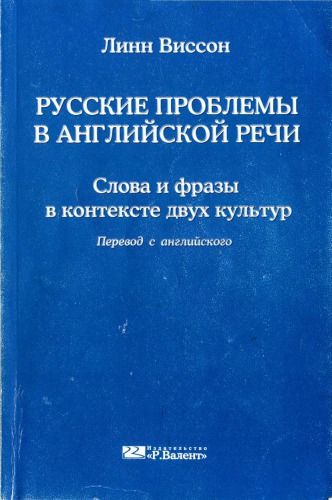 Линн Виссон
РУССКИЕ ПРОБЛЕМЫ
В АНГЛИЙСКОЙ РЕЧИ
Слова и фразы
в контексте двух культур
Перевод с английского
Издательство
«Р.Валент»